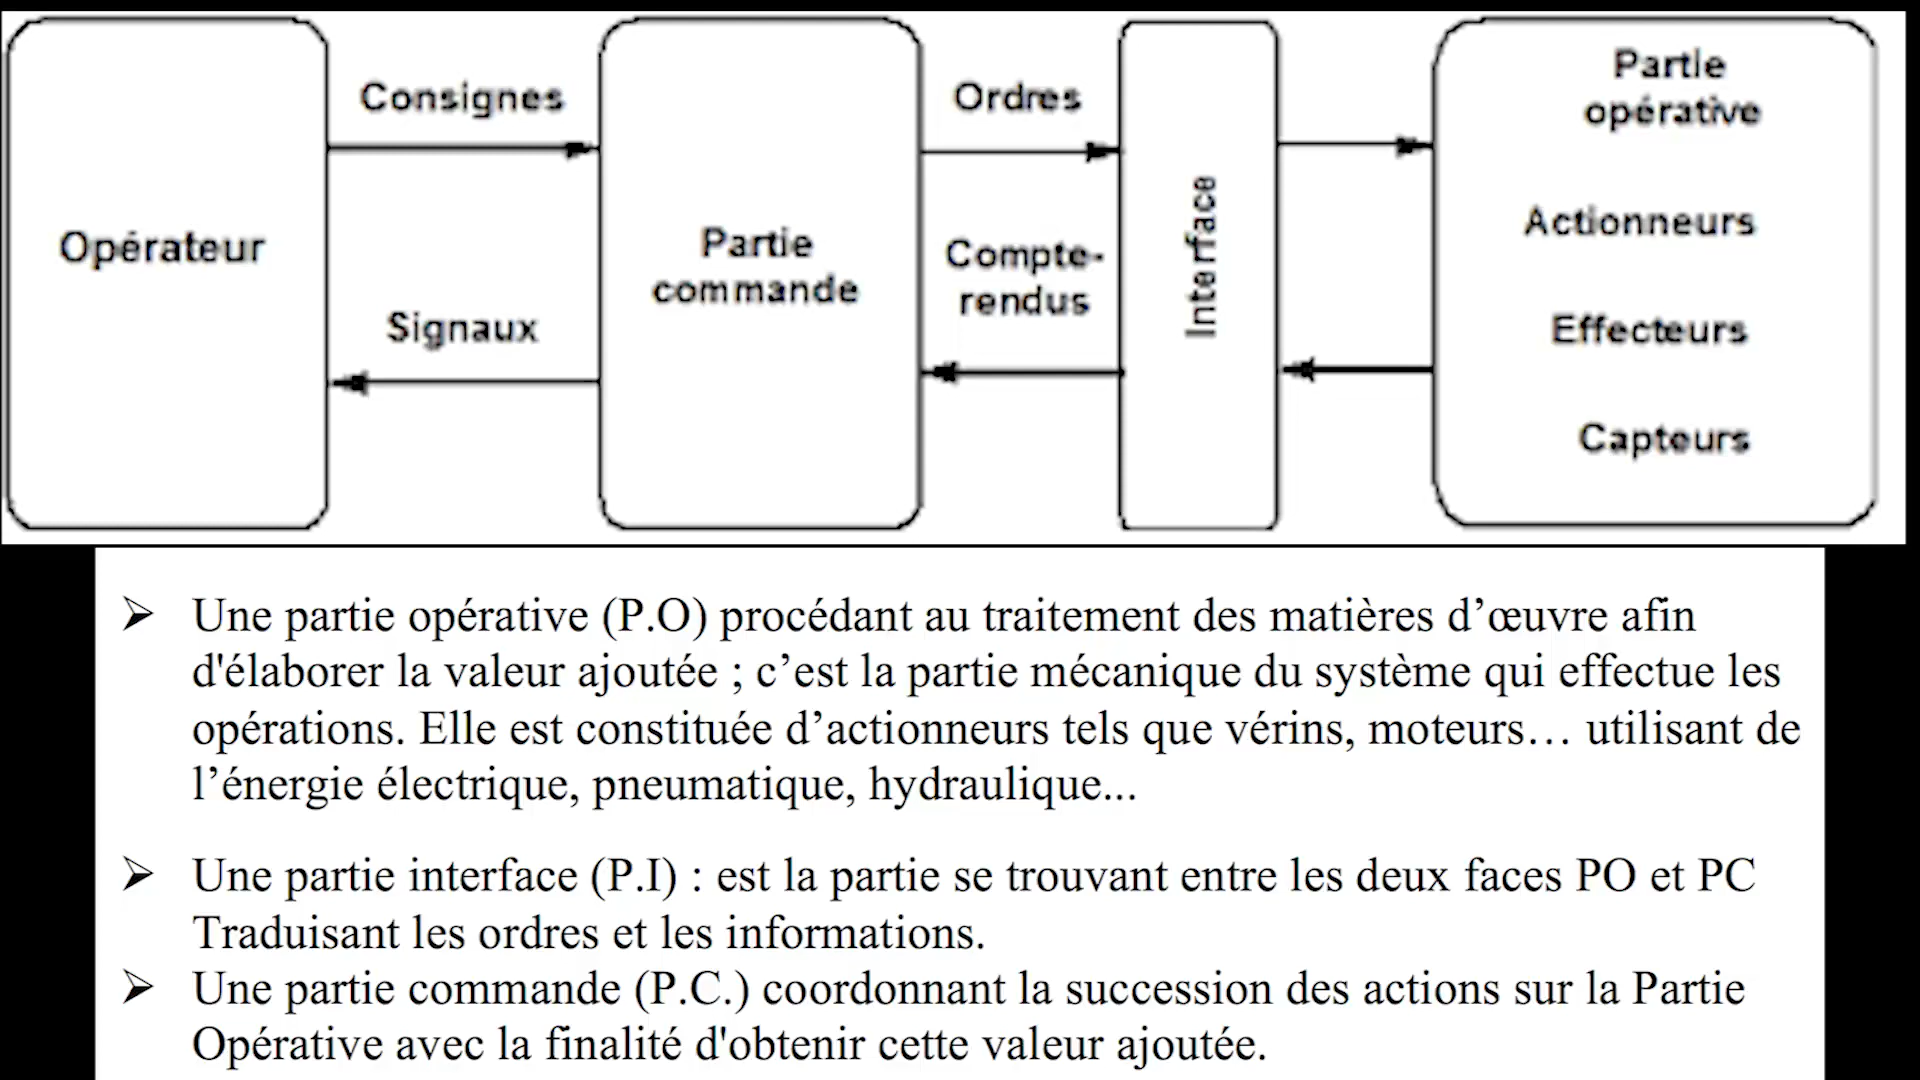 Opérateur
Consignes
Signaux
Partie
commande
Ordres
Compte-
rendus
Interface
Partie
opérative
Actionneurs
Effecteurs
Capteurs
➢ Une partie opérative (P.O) procédant au traitement des matières d’œuvre afin
d'élaborer la valeur ajoutée ; c’est la partie mécanique du système qui effectue les
opérations. Elle est constituée d’actionneurs tels que vérins, moteurs… utilisant de
l’énergie électrique, pneumatique, hydraulique...
➢ Une partie interface (P.I) : est la partie se trouvant entre les deux faces PO et PC
Traduisant les ordres et les informations.
➢ Une partie commande (P.C.) coordonnant la succession des actions sur la Partie
Opérative avec la finalité d'obtenir cette valeur ajoutée.